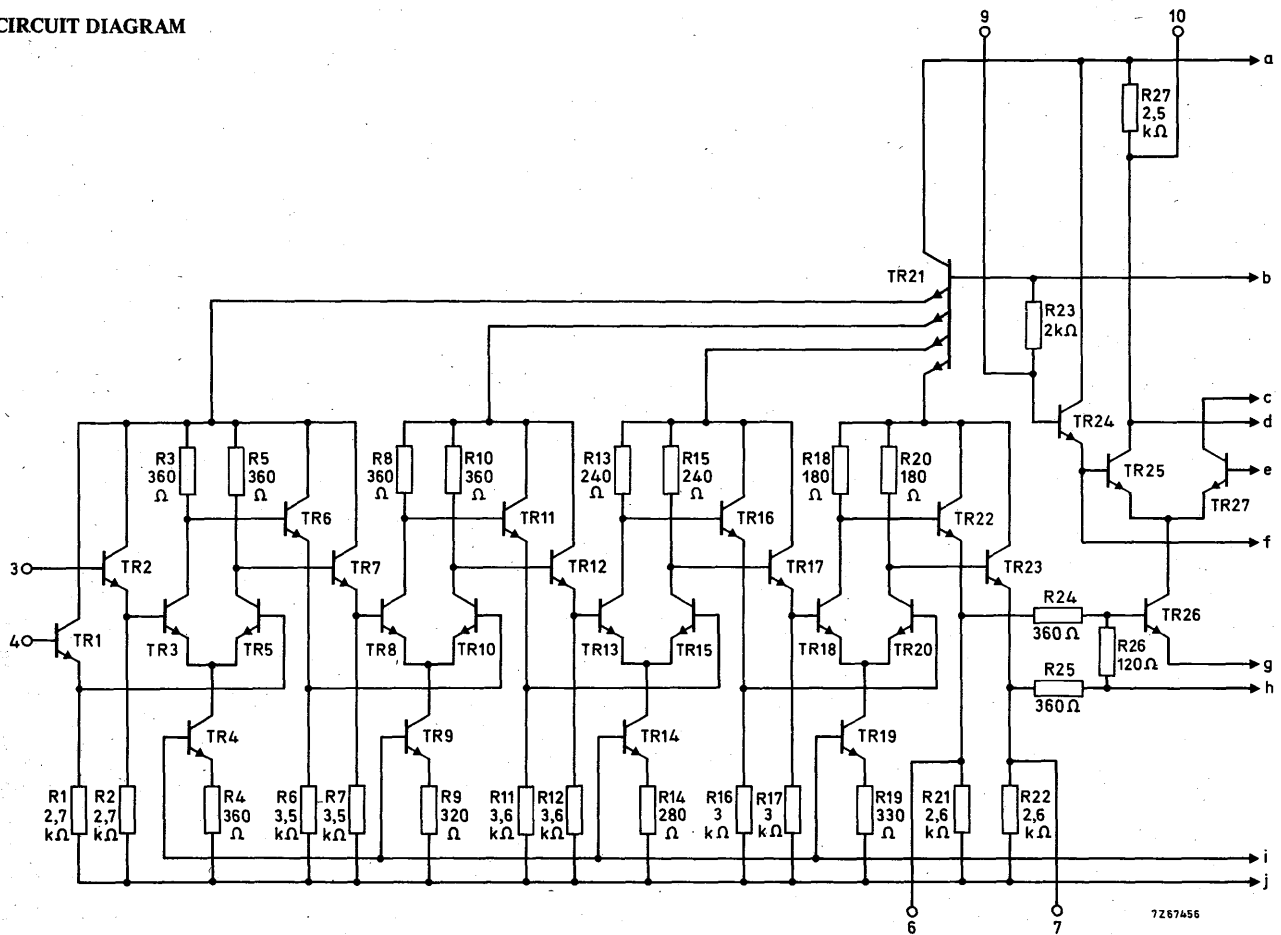 CIRCUIT DIAGRAM
9
10
a
R27
2,5
kΩ
TR21
b
R23
2kΩ
c
TR24
d
R3
360
Ω
R5
360
Ω
R8
360
Ω
R10
360
Ω
R13
240
Ω
R15
240
Ω
R18
180
Ω
R20
180
Ω
TR25
e
TR27
TR6
TR11
TR16
TR22
f
3
TR2
TR7
TR12
TR17
TR23
R24
360Ω
TR26
4
TR1
TR3
TR5
TR8
TR10
TR13
TR15
TR18
TR20
R26
120Ω
g
R25
360Ω
h
TR4
TR9
TR14
TR19
R1
2,7
kΩ
R2
2,7
kΩ
R4
360
Ω
R6
3,5
kΩ
R7
3,5
kΩ
R9
320
Ω
R11
3,6
kΩ
R12
3,6
kΩ
R14
280
Ω
R16
3
kΩ
R17
3
kΩ
R19
330
Ω
R21
2,6
kΩ
R22
2,6
kΩ
i
j
6
7
7Z67456